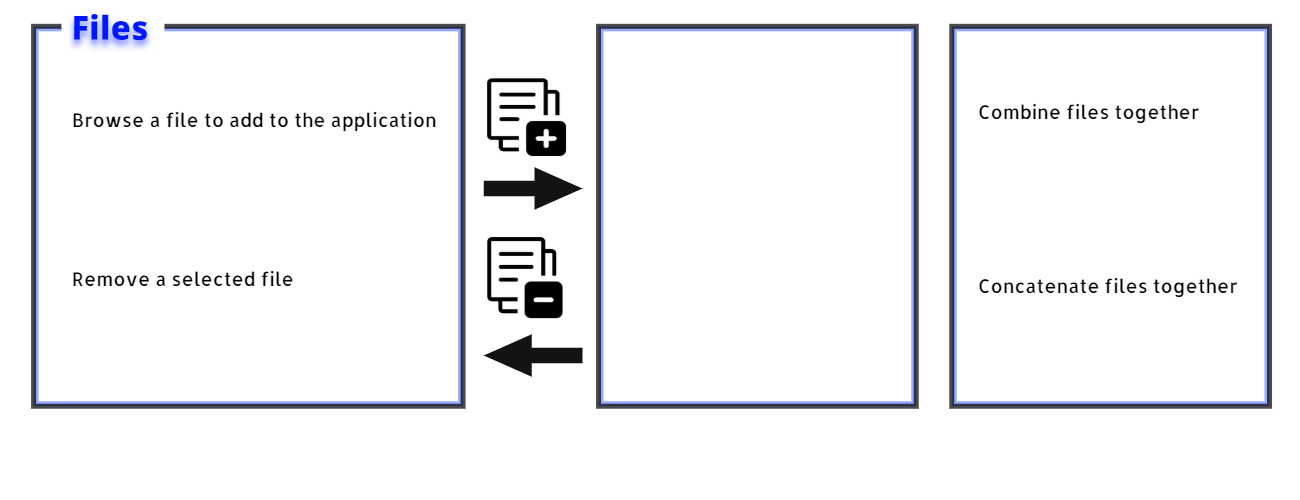 Files
Browse a file to add to the application
Remove a selected file
Combine files together
Concatenate files together